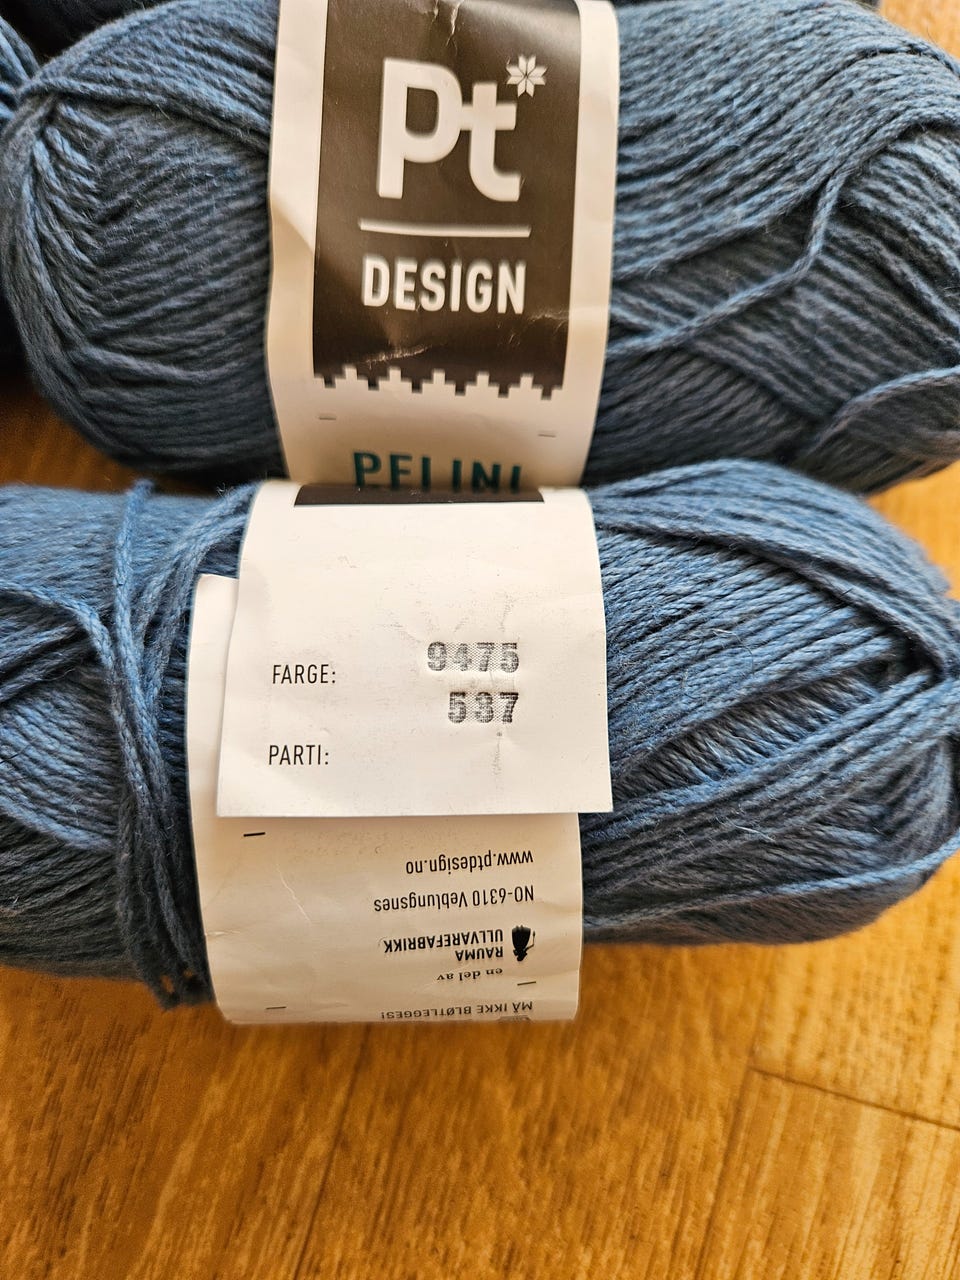 Pt
DESIGN
PELINI
FARGE: 9475
PARTI:
MÅ IKKE BLØTLEGGES!
en del av
RAUMA
ULLVAREFABRIKK
NO-6310 Veblungsnes
www.ptdesign.no